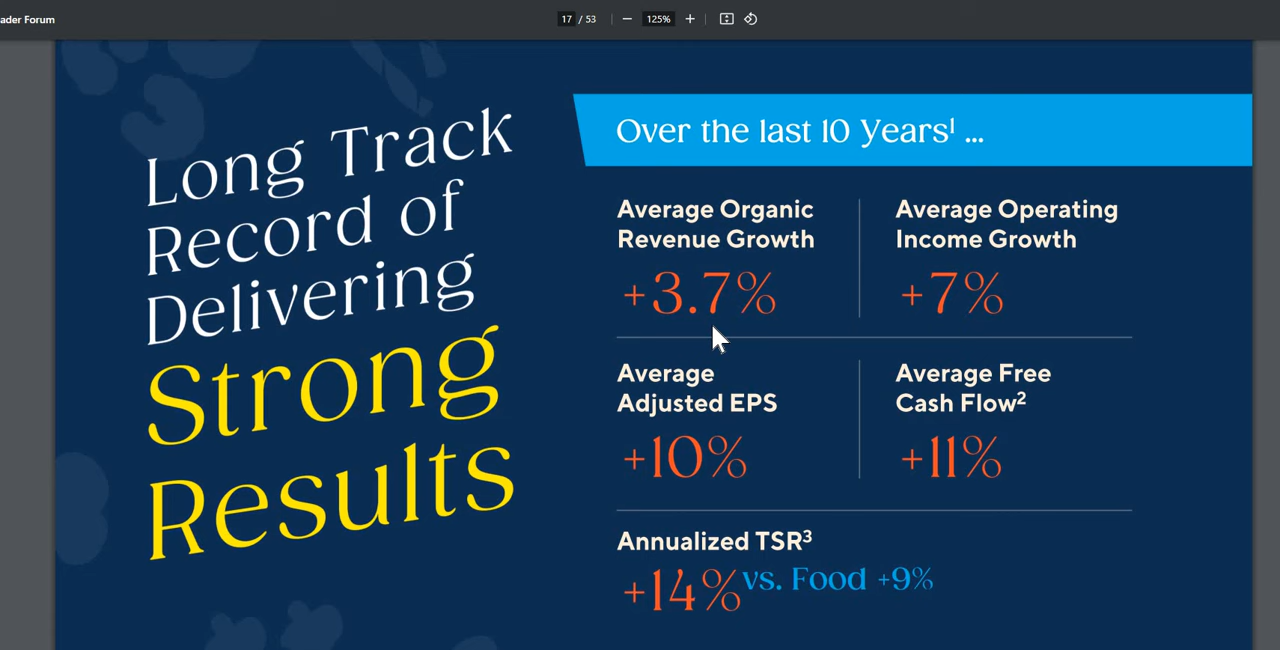 ader Forum
17 / 53
125%
Long Track
Record of
Delivering
Strong
Results
Over the last 10 Years¹ ...
Average Organic
Revenue Growth
+3.7%
Average Operating
Income Growth
+7%
Average
Adjusted EPS
+10%
Average Free
Cash Flow²
+11%
Annualized TSR³
+14% vs. Food +9%